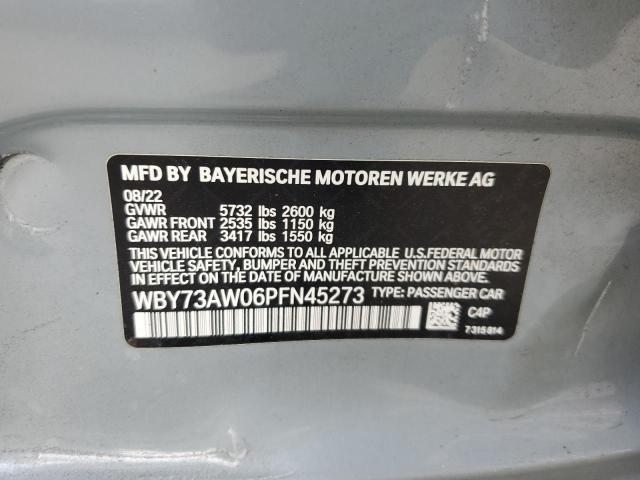 MFD BY BAYERISCHE MOTOREN WERKE AG
08/22
GVWR 5732 lbs 2600 kg
GAWR FRONT 2535 lbs 1150 kg
GAWR REAR 3417 lbs 1550 kg
THIS VEHICLE CONFORMS TO ALL APPLICABLE U.S.FEDERAL MOTOR
VEHICLE SAFETY, BUMPER AND THEFT PREVENTION STANDARDS
IN EFFECT ON THE DATE OF MANUFACTURE SHOWN ABOVE.
WBY73AW06PFN45273 TYPE: PASSENGER CAR
C4P
7315814